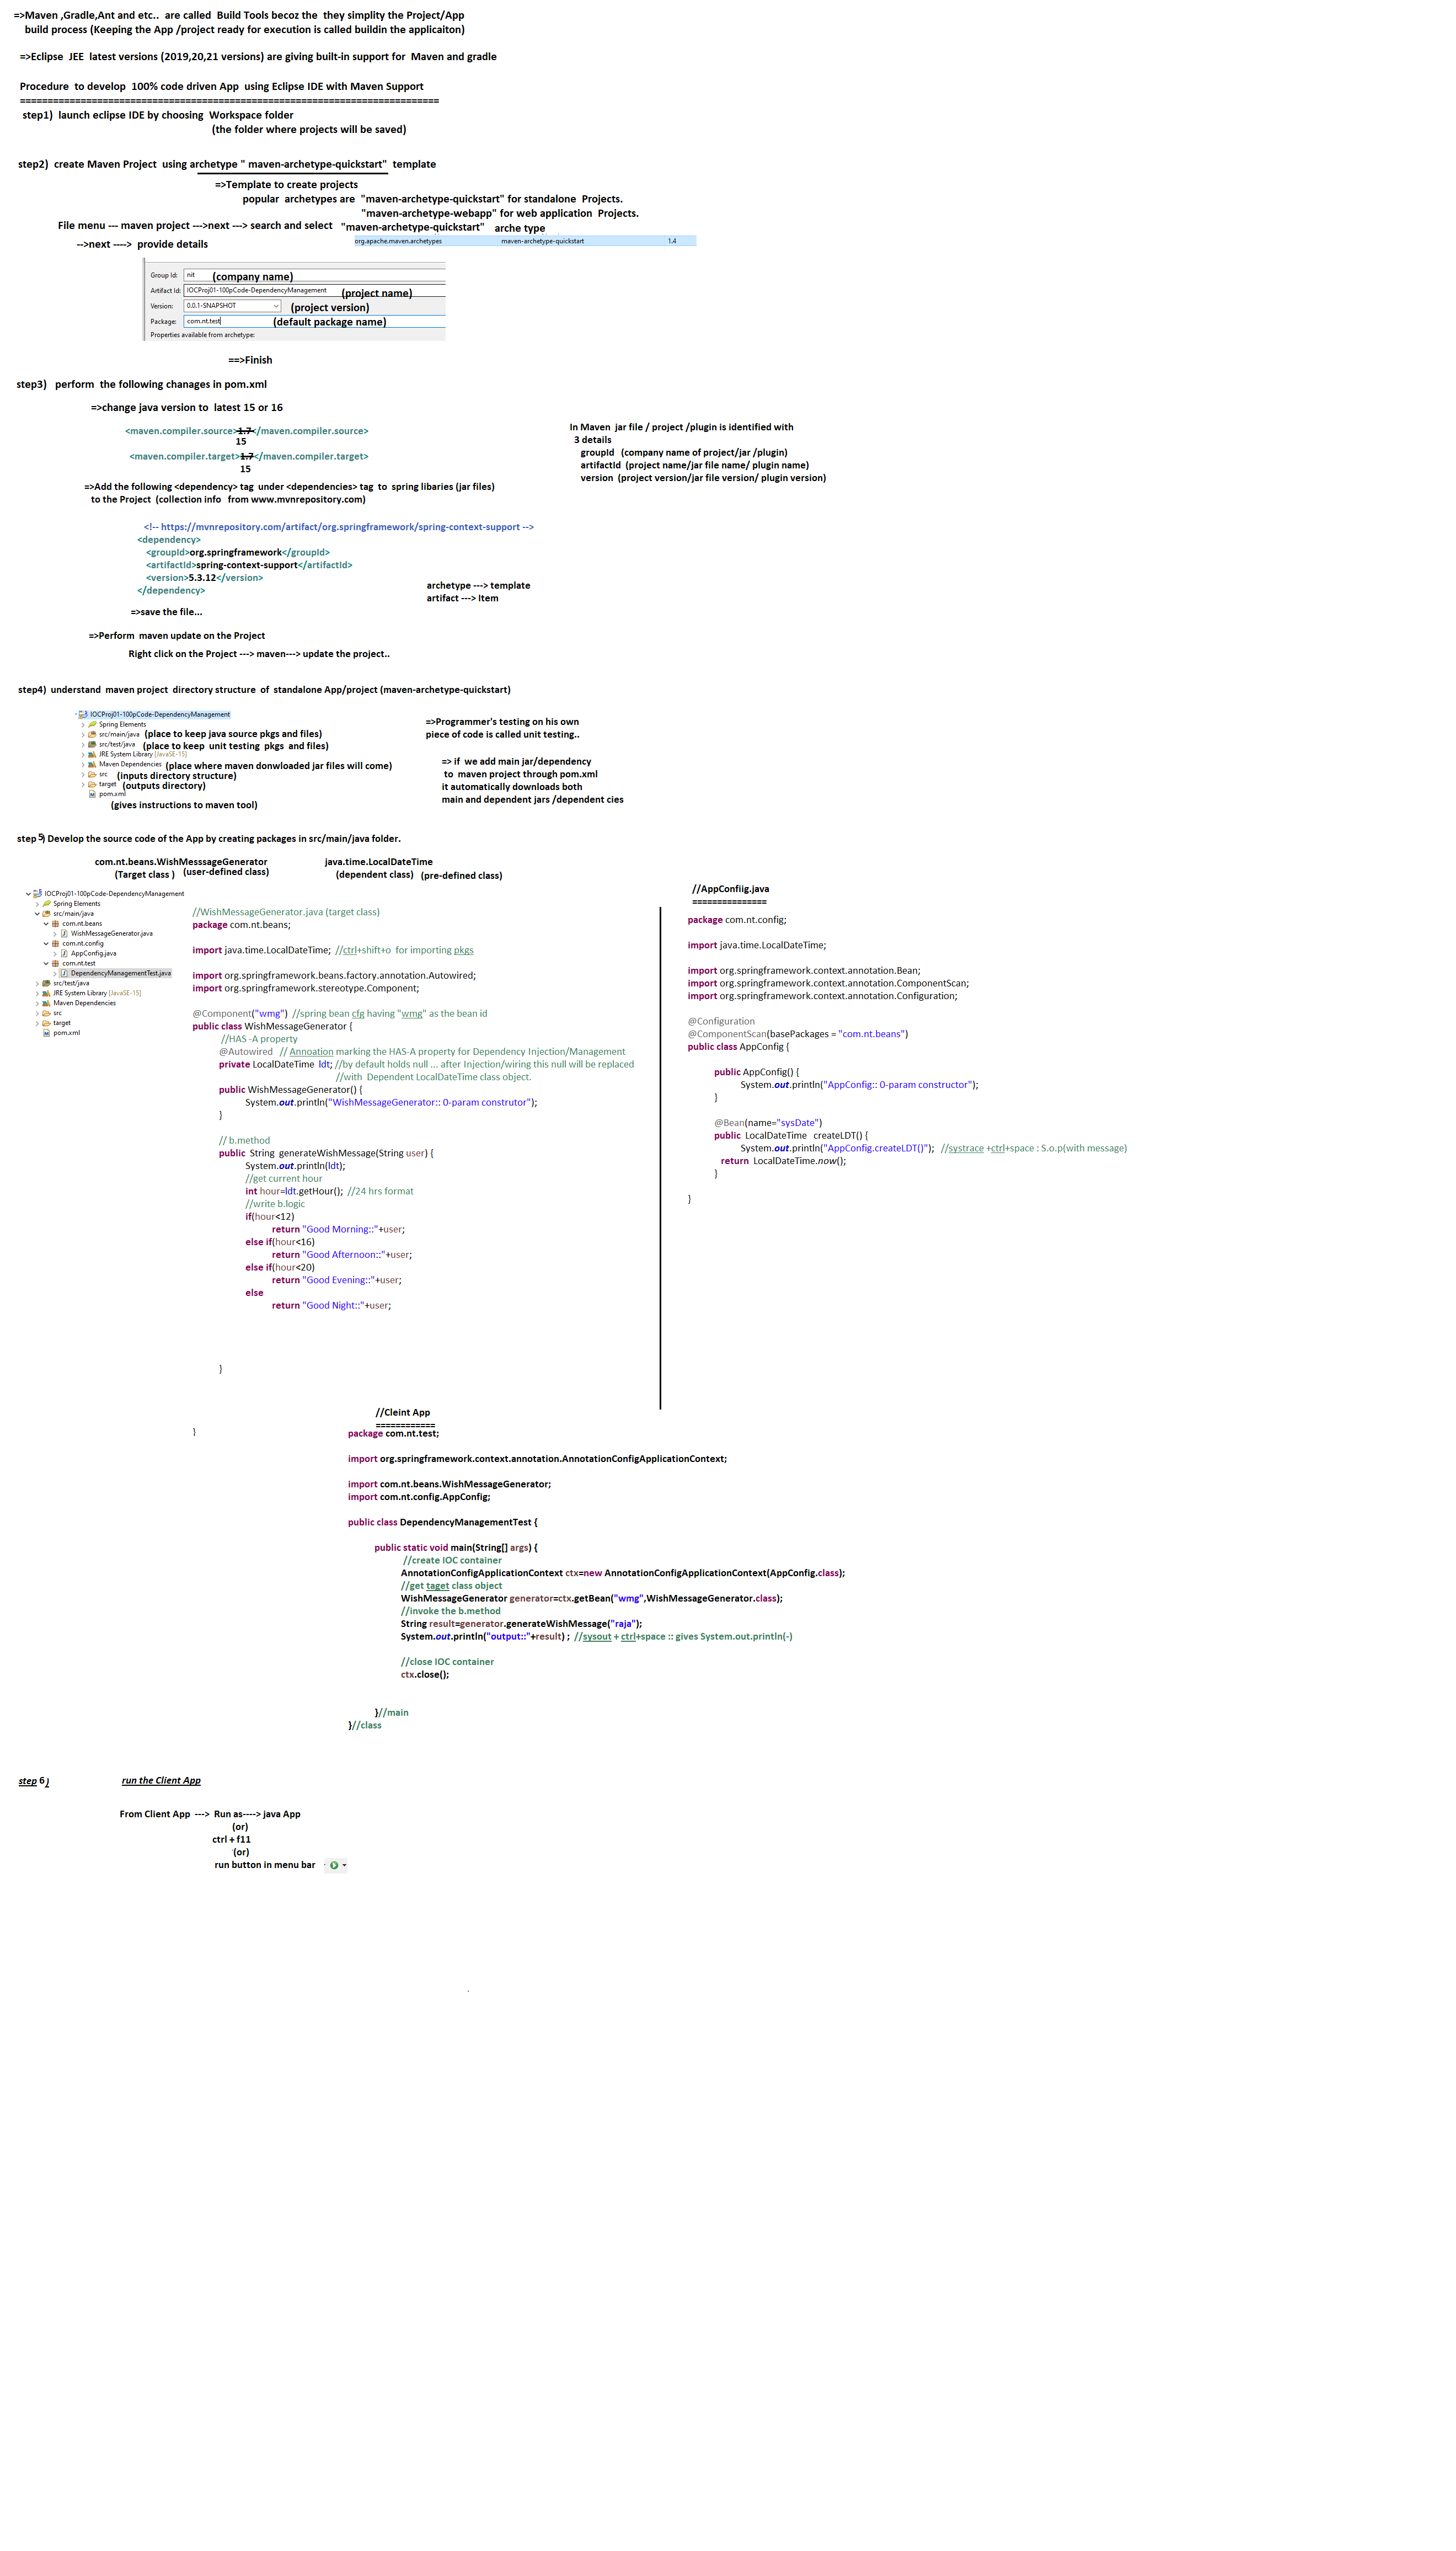 =>Maven ,Gradle,Ant and etc..  are called  Build Tools becoz the  they simplity the Project/App
build process (Keeping the App /project ready for execution is called buildin the applicaiton)
=>Eclipse  JEE  latest versions (2019,20,21 versions) are giving built-in support for  Maven and gradle
Procedure  to develop  100% code driven App  using Eclipse IDE with Maven Support
==============================================================================
step1)  launch eclipse IDE by choosing  Workspace folder
(the folder where projects will be saved)
step2)  create Maven Project  using archetype " maven-archetype-quickstart"  template
=>Template to create projects
popular  archetypes are  "maven-archetype-quickstart" for standalone  Projects.
"maven-archetype-webapp" for web application  Projects.
File menu --- maven project --->next ---> search and select   "maven-archetype-quickstart"   arche type
org.apache.maven.archetypes maven-archetype-quickstart 1.4
-->next ---->  provide details
Group Id: nit (company name)
Artifact Id: IOCProj01-100pCode-DependencyManagement (project name)
Version: 0.0.1-SNAPSHOT (project version)
Package: com.nt.test (default package name)
Properties available from archetype:
==>Finish
step3)   perform  the following chanages in pom.xml
=>change java version to  latest 15 or 16
<maven.compiler.source>1.7</maven.compiler.source>
15
<maven.compiler.target>1.7</maven.compiler.target>
15
In Maven  jar file / project /plugin is identified with
3 details
groupId   (company name of project/jar /plugin)
artifactId  (project name/jar file name/ plugin name)
version  (project version/jar file version/ plugin version)
=>Add the following <dependency> tag  under <dependencies> tag  to  spring libaries (jar files)
to the Project  (collection info   from www.mvnrepository.com)
<!-- https://mvnrepository.com/artifact/org.springframework/spring-context-support -->
<dependency>
<groupId>org.springframework</groupId>
<artifactId>spring-context-support</artifactId>
<version>5.3.12</version>
</dependency>
archetype ---> template
artifact ---> Item
=>save the file...
=>Perform  maven update on the Project
Right click on the Project ---> maven---> update the project..
step4)  understand  maven project  directory structure  of  standalone App/project (maven-archetype-quickstart)
IOCProj01-100pCode-DependencyManagement
Spring Elements
src/main/java (place to keep java source pkgs and files)
src/test/java (place to keep  unit testing  pkgs  and files)
JRE System Library [JavaSE-15]
Maven Dependencies (place where maven donwloaded jar files will come)
src (inputs directory structure)
target (outputs directory)
pom.xml
(gives instructions to maven tool)
=>Programmer's testing on his own
piece of code is called unit testing..
=> if  we add main jar/dependency
to  maven project through pom.xml
it automatically downloads both
main and dependent jars /dependent cies
step 5) Develop the source code of the App by creating packages in src/main/java folder.
com.nt.beans.WishMesssageGenerator
(Target class )   (user-defined class)
java.time.LocalDateTime
(dependent class)   (pre-defined class)
IOCProj01-100pCode-DependencyManagement
Spring Elements
src/main/java
com.nt.beans
WishMessageGenerator.java
com.nt.config
AppConfig.java
com.nt.test
DependencyManagementTest.java
src/test/java
JRE System Library [JavaSE-15]
Maven Dependencies
src
target
pom.xml
//WishMessageGenerator.java (target class)
package com.nt.beans;
import java.time.LocalDateTime;  //ctrl+shift+o  for importing pkgs
import org.springframework.beans.factory.annotation.Autowired;
import org.springframework.stereotype.Component;
@Component("wmg")  //spring bean cfg having "wmg" as the bean id
public class WishMessageGenerator {
//HAS -A property
@Autowired   // Annoation marking the HAS-A property for Dependency Injection/Management
private LocalDateTime  ldt; //by default holds null ... after Injection/wiring this null will be replaced
//with  Dependent LocalDateTime class object.
public WishMessageGenerator() {
System.out.println("WishMessageGenerator:: 0-param construtor");
}
// b.method
public  String  generateWishMessage(String user) {
System.out.println(ldt);
//get current hour
int hour=ldt.getHour();  //24 hrs format
//write b.logic
if(hour<12)
return "Good Morning::"+user;
else if(hour<16)
return "Good Afternoon::"+user;
else if(hour<20)
return "Good Evening::"+user;
else
return "Good Night::"+user;
}
}
//AppConfiig.java
===============
package com.nt.config;
import java.time.LocalDateTime;
import org.springframework.context.annotation.Bean;
import org.springframework.context.annotation.ComponentScan;
import org.springframework.context.annotation.Configuration;
@Configuration
@ComponentScan(basePackages = "com.nt.beans")
public class AppConfig {
public AppConfig() {
System.out.println("AppConfig:: 0-param constructor");
}
@Bean(name="sysDate")
public  LocalDateTime   createLDT() {
System.out.println("AppConfig.createLDT()");   //systrace +ctrl+space : S.o.p(with message)
return  LocalDateTime.now();
}
}
//Cleint App
============
package com.nt.test;
import org.springframework.context.annotation.AnnotationConfigApplicationContext;
import com.nt.beans.WishMessageGenerator;
import com.nt.config.AppConfig;
public class DependencyManagementTest {
public static void main(String[] args) {
//create IOC container
AnnotationConfigApplicationContext ctx=new AnnotationConfigApplicationContext(AppConfig.class);
//get taget class object
WishMessageGenerator generator=ctx.getBean("wmg",WishMessageGenerator.class);
//invoke the b.method
String result=generator.generateWishMessage("raja");
System.out.println("output::"+result) ;  //sysout + ctrl+space :: gives System.out.println(-)
//close IOC container
ctx.close();
}//main
}//class
step 6)   run the Client App
From Client App  --->  Run as----> java App
(or)
ctrl + f11
(or)
run button in menu bar